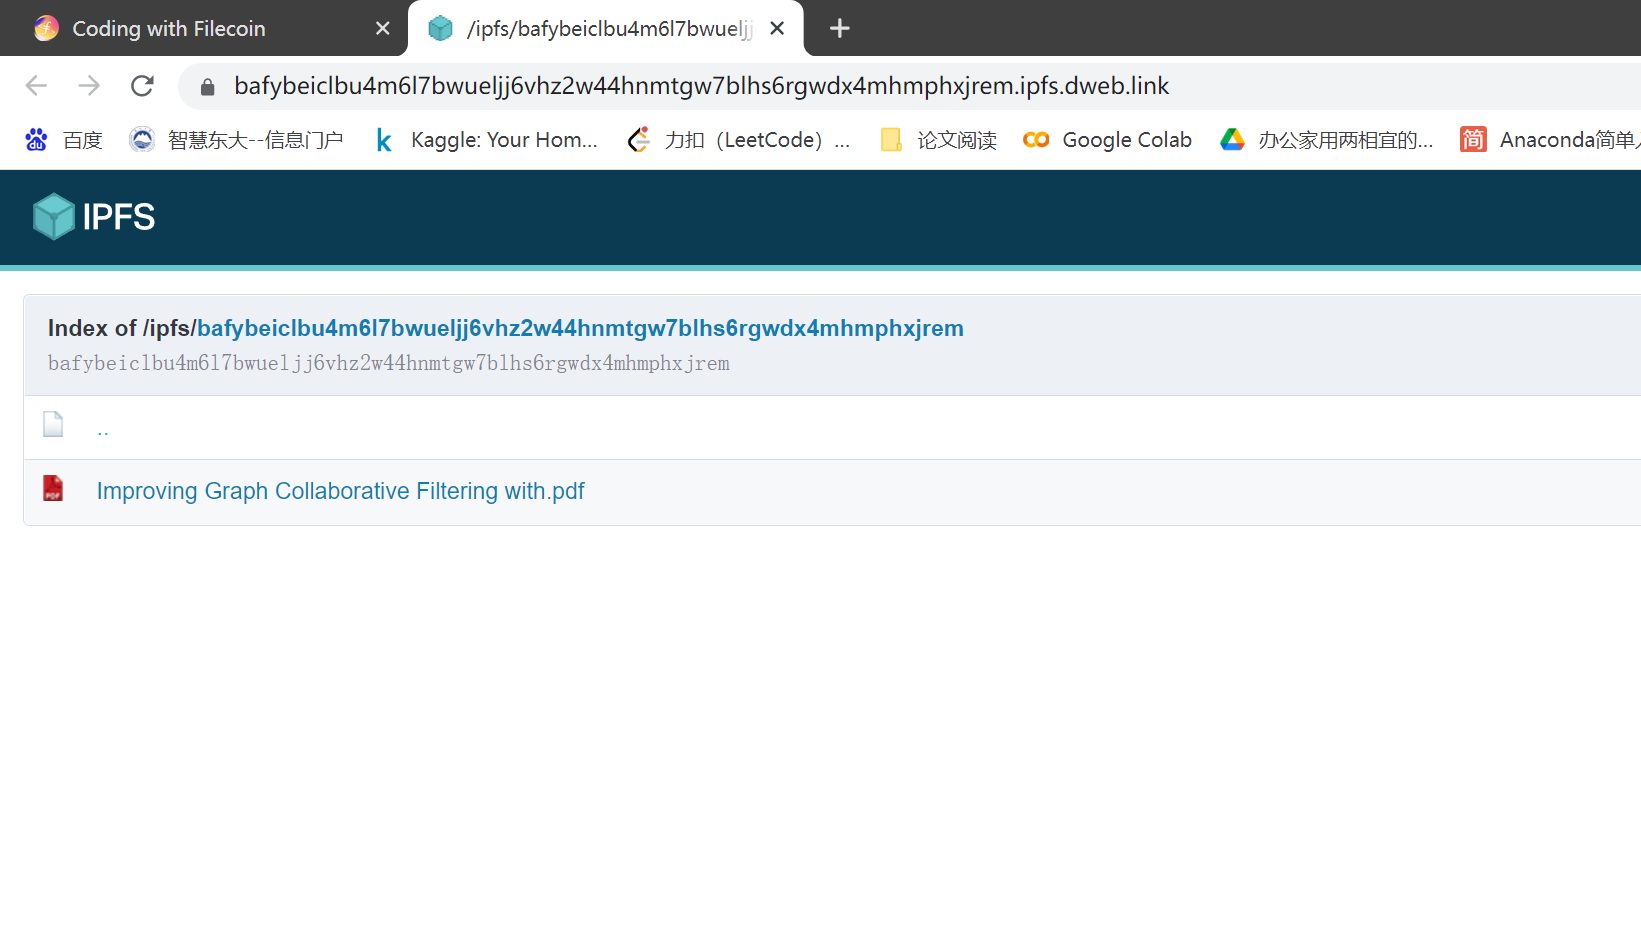 Coding with Filecoin
/ipfs/bafybeiclbu4m6l7bwueljj
bafybeiclbu4m6l7bwueljj6vhz2w44hnmtgw7blhs6rgwdx4mhmphxjrem.ipfs.dweb.link
百度
智慧东大--信息门户
Kaggle: Your Hom...
力扣（LeetCode）...
论文阅读
Google Colab
办公家用两相宜的...
简
Anaconda简单
IPFS
Index of /ipfs/bafybeiclbu4m6l7bwueljj6vhz2w44hnmtgw7blhs6rgwdx4mhmphxjrem
bafybeiclbu4m6l7bwueljj6vhz2w44hnmtgw7blhs6rgwdx4mhmphxjrem
..
Improving Graph Collaborative Filtering with.pdf